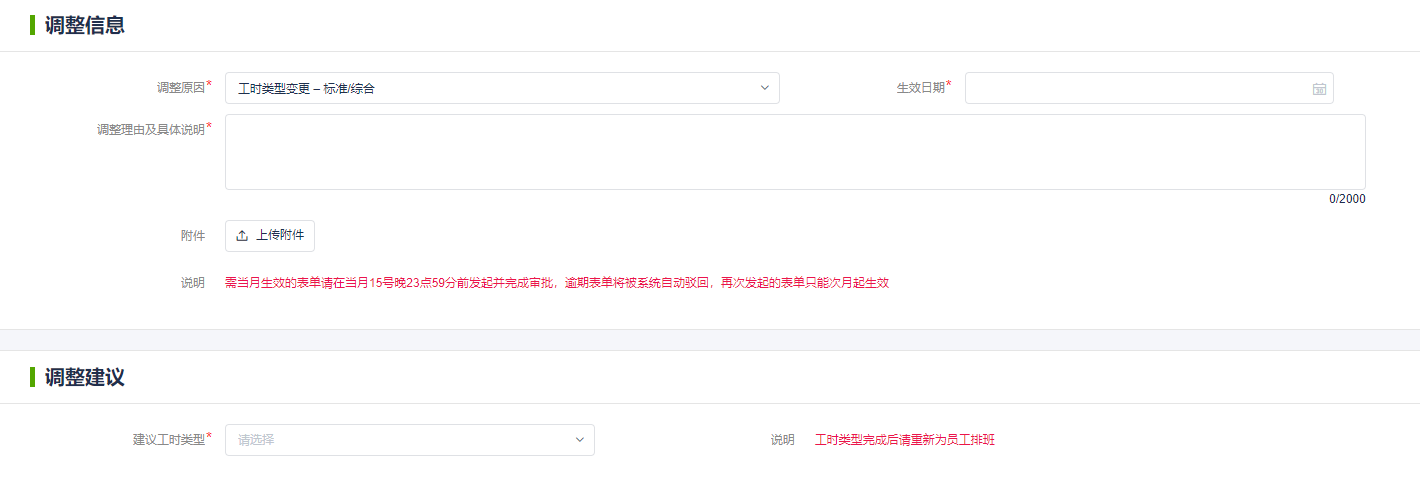 调整信息
调整原因* 工时类型变更 – 标准/综合 生效日期*
调整理由及具体说明*
0/2000
附件 上传附件
说明 需当月生效的表单请在当月15号晚23点59分前发起并完成审批，逾期表单将被系统自动驳回，再次发起的表单只能次月起生效
调整建议
建议工时类型* 请选择 说明 工时类型完成后请重新为员工排班